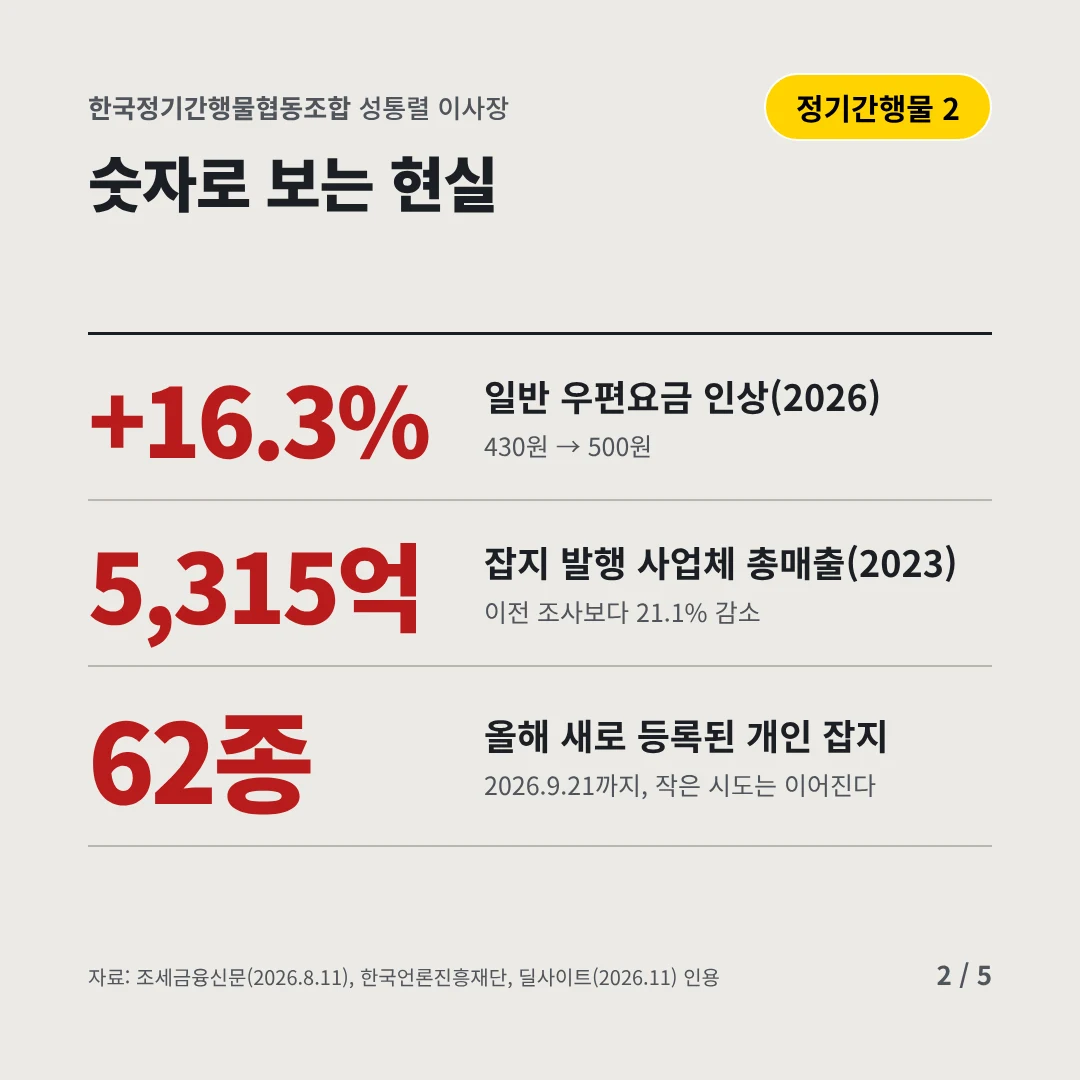 한국정기간행물협동조합 성통렬 이사장
정기간행물 2
숫자로 보는 현실
+16.3%
일반 우편요금 인상(2026)
430원 → 500원
5,315억
잡지 발행 사업체 총매출(2023)
이전 조사보다 21.1% 감소
62종
올해 새로 등록된 개인 잡지
2026.9.21까지, 작은 시도는 이어진다
자료: 조세금융신문(2026.8.11), 한국언론진흥재단, 딜사이트(2026.11) 인용
2 / 5